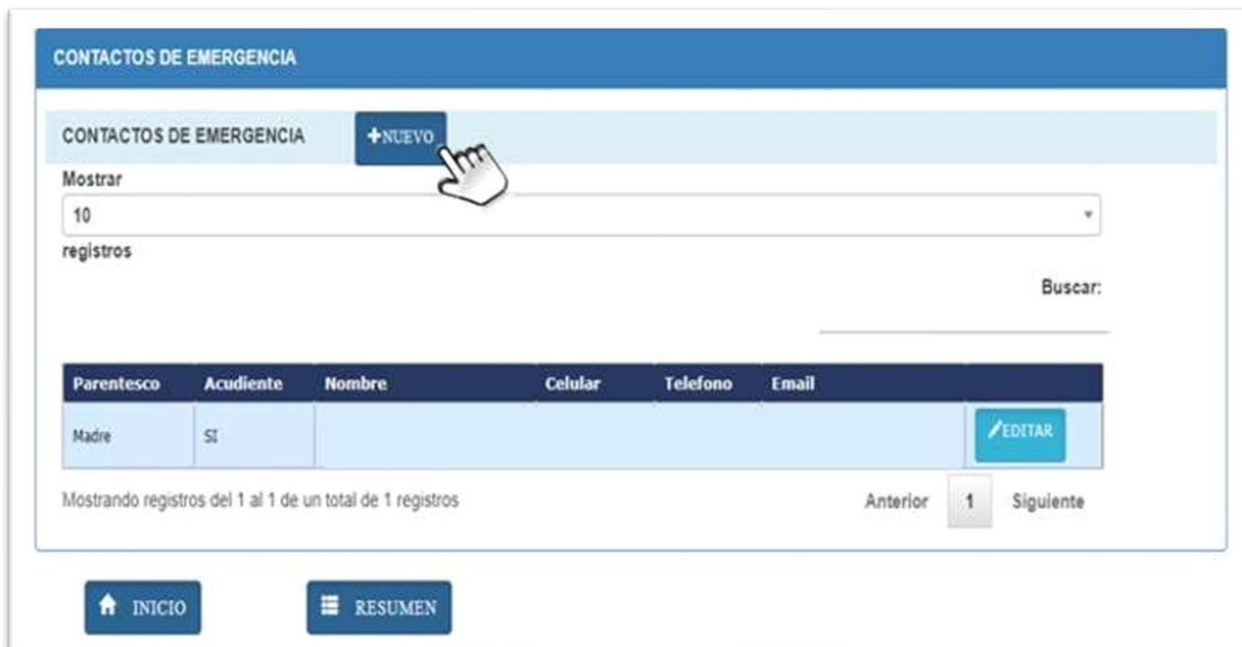 CONTACTOS DE EMERGENCIA
CONTACTOS DE EMERGENCIA +NUEVO
Mostrar
10
registros
Buscar:
Parentesco Acudiente Nombre Celular Telefono Email
Madre SI EDITAR
Mostrando registros del 1 al 1 de un total de 1 registros Anterior 1 Siguiente
INICIO RESUMEN